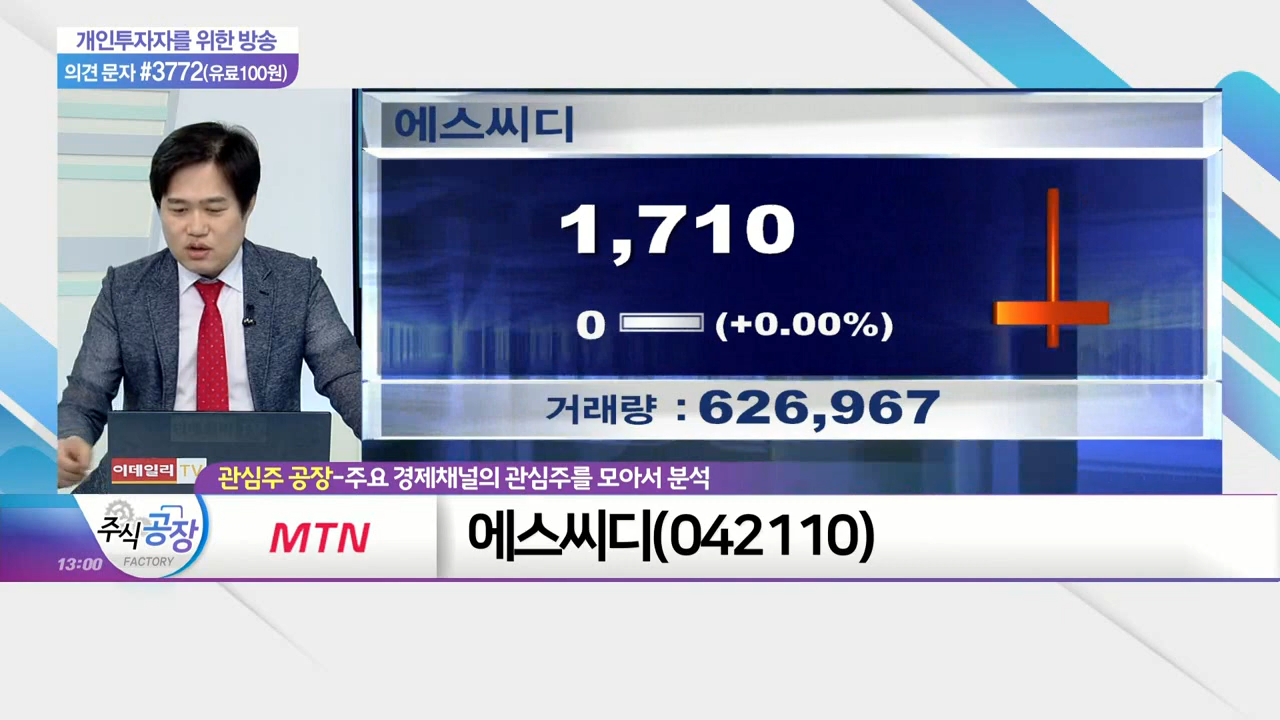 개인투자자를 위한 방송
의견 문자 #3772(유료100원)
에스씨디
1,710
0 (+0.00%)
거래량 : 626,967
이데일리 TV
관심주 공장-주요 경제채널의 관심주를 모아서 분석
주식공장
FACTORY
13:00
MTN
에스씨디(042110)